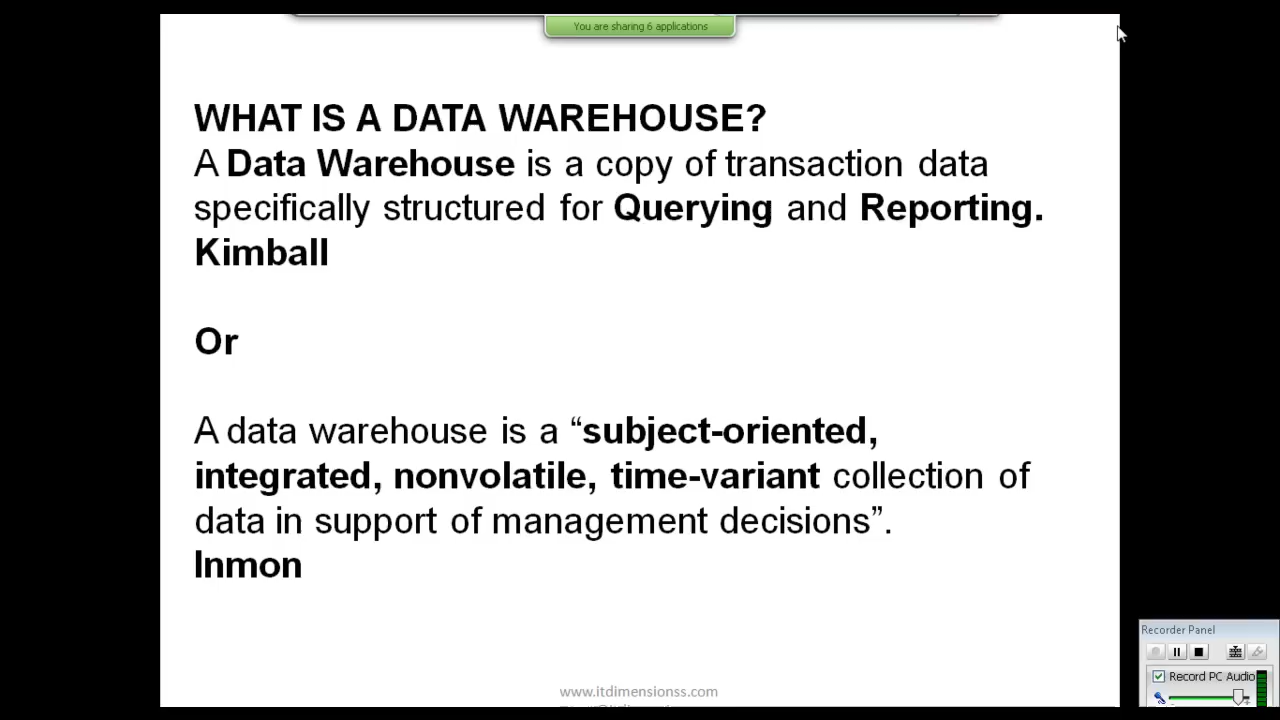 You are sharing 6 applications
WHAT IS A DATA WAREHOUSE?
A Data Warehouse is a copy of transaction data
specifically structured for Querying and Reporting.
Kimball
Or
A data warehouse is a “subject-oriented,
integrated, nonvolatile, time-variant collection of
data in support of management decisions”.
Inmon
www.itdimensionss.com
Recorder Panel
Record PC Audio